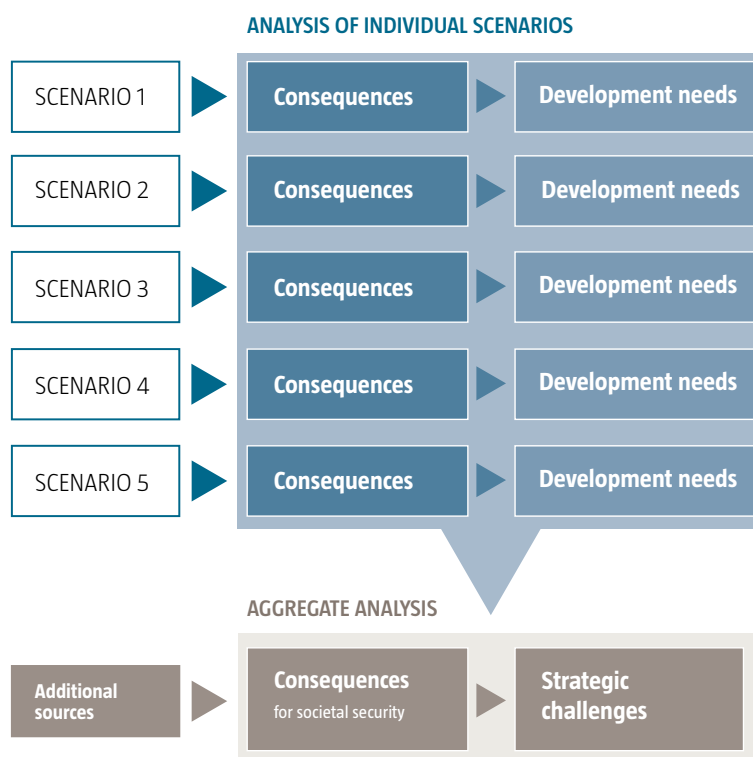 ANALYSIS OF INDIVIDUAL SCENARIOS
SCENARIO 1
Consequences
Development needs
SCENARIO 2
Consequences
Development needs
SCENARIO 3
Consequences
Development needs
SCENARIO 4
Consequences
Development needs
SCENARIO 5
Consequences
Development needs
AGGREGATE ANALYSIS
Additional
sources
Consequences
for societal security
Strategic
challenges